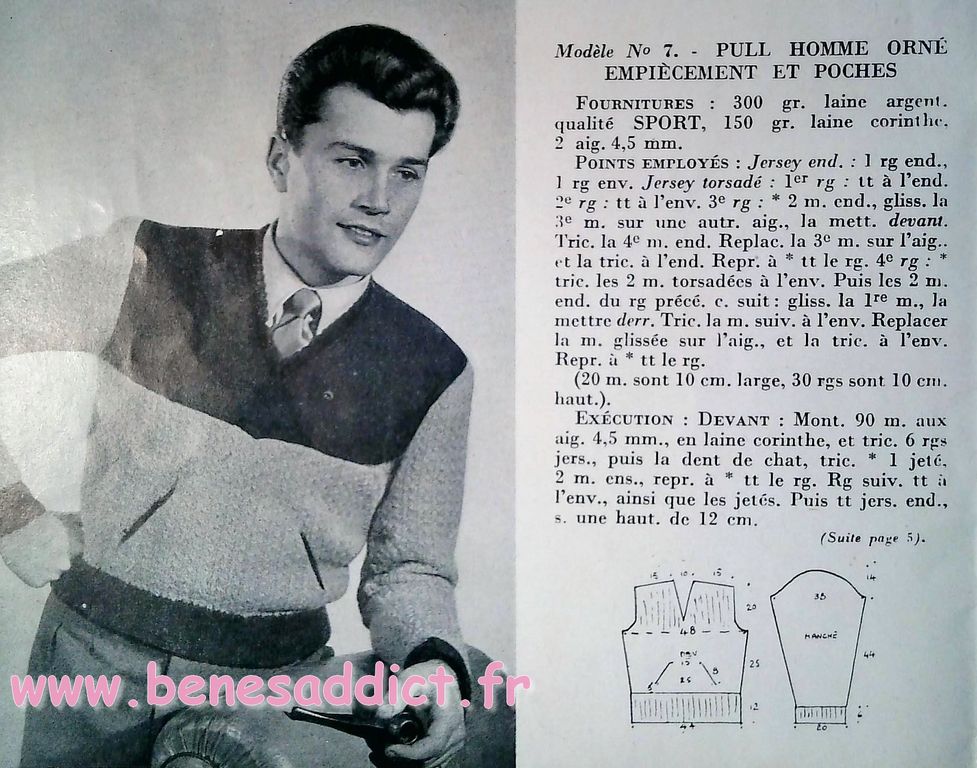 Modèle No 7. - PULL HOMME ORNÉ
EMPIÈCEMENT ET POCHES
FOURNITURES : 300 gr. laine argent.
qualité SPORT, 150 gr. laine corinthe.
2 aig. 4,5 mm.
POINTS EMPLOYÉS : Jersey end. : 1 rg end.,
1 rg env. Jersey torsadé : 1er rg : tt à l'end.
2e rg : tt à l'env. 3e rg : * 2 m. end., gliss. la
3e m. sur une autr. aig., la mett. devant.
Tric. la 4e m. end. Replac. la 3e m. sur l'aig..
et la tric. à l'end. Repr. à * tt le rg. 4e rg : *
tric. les 2 m. torsadées à l'env. Puis les 2 m.
end. du rg précé. c. suit : gliss. la 1re m., la
mettre derr. Tric. la m. suiv. à l'env. Replacer
la m. glissée sur l'aig., et la tric. à l'env.
Repr. à * tt le rg.
(20 m. sont 10 cm. large, 30 rgs sont 10 cm.
haut.).
EXÉCUTION : DEVANT : Mont. 90 m. aux
aig. 4,5 mm., en laine corinthe, et tric. 6 rgs
jers., puis la dent de chat, tric. * 1 jeté,
2 m. ens., repr. à * tt le rg. Rg suiv. tt à
l'env., ainsi que les jetés. Puis tt jers. end.,
s. une haut. de 12 cm.
(Suite page 5).
15 10 15
20
48
15
25
8
25
12
44
14
38
MANCHE
44
6
20
www.benesaddict.fr